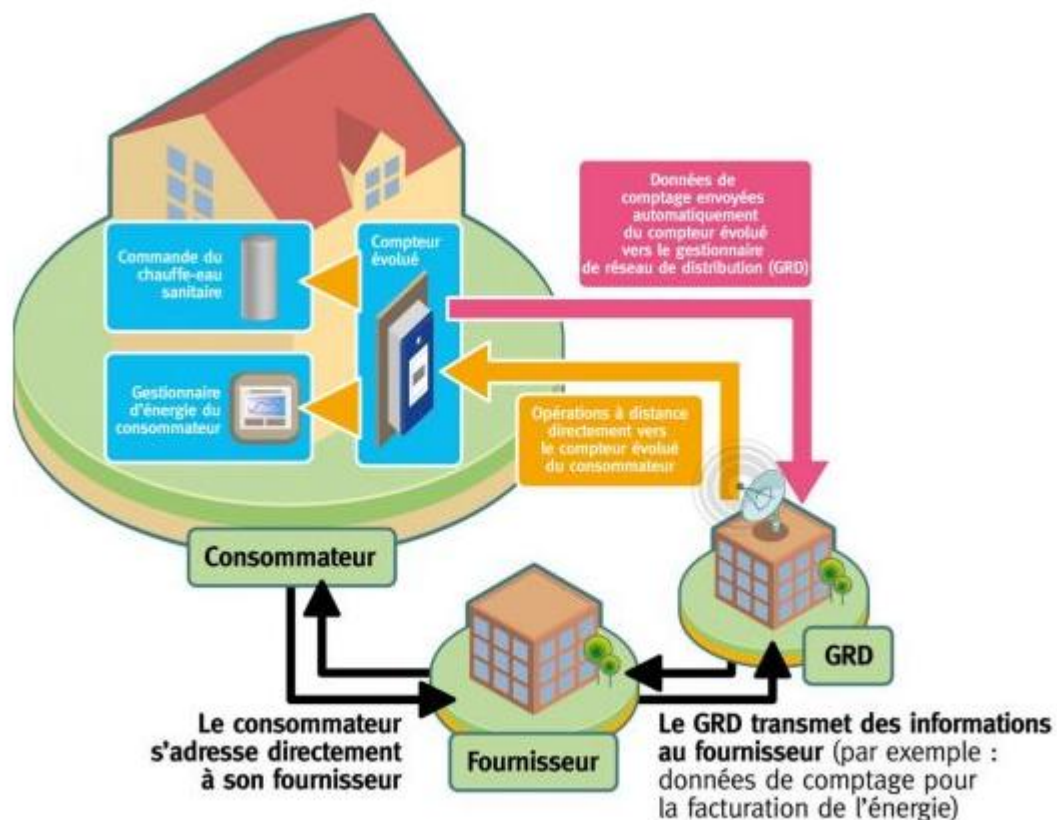 Données de
comptage envoyées
automatiquement
du compteur évolué
vers le gestionnaire
de réseau de distribution (GRD)
Commande du
chauffe-eau
sanitaire
Compteur
évolué
Gestionnaire
d'énergie du
consommateur
Opérations à distance
directement vers
le compteur évolué
du consommateur
Consommateur
GRD
Fournisseur
Le consommateur
s'adresse directement
à son fournisseur
Le GRD transmet des informations
au fournisseur (par exemple :
données de comptage pour
la facturation de l'énergie)